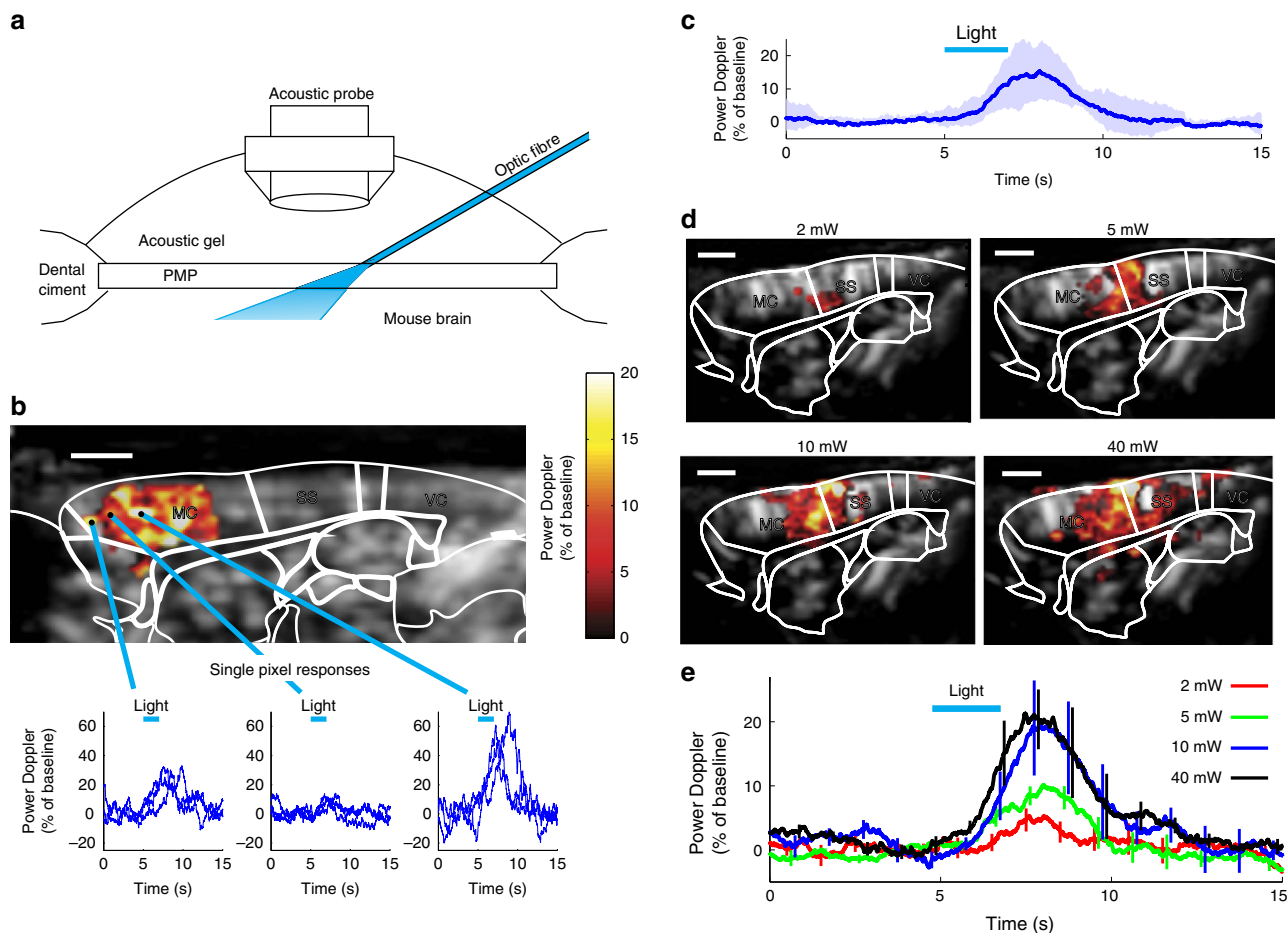 a
Acoustic probe
Optic fibre
Acoustic gel
Dental
ciment
PMP
Mouse brain
b
MC
SS
VC
20
15
10
5
0
Power Doppler
(% of baseline)
Single pixel responses
Light
Light
Light
Power Doppler
(% of baseline)
60
40
20
0
–20
0
5
10
15
Time (s)
60
40
20
0
–20
0
5
10
15
Time (s)
60
40
20
0
–20
0
5
10
15
Time (s)
c
Light
Power Doppler
(% of baseline)
20
10
0
0
5
10
15
Time (s)
d
2 mW
MC
SS
VC
5 mW
MC
SS
VC
10 mW
MC
SS
VC
40 mW
MC
SS
VC
e
Light
2 mW
5 mW
10 mW
40 mW
Power Doppler
(% of baseline)
20
10
0
0
5
10
15
Time (s)